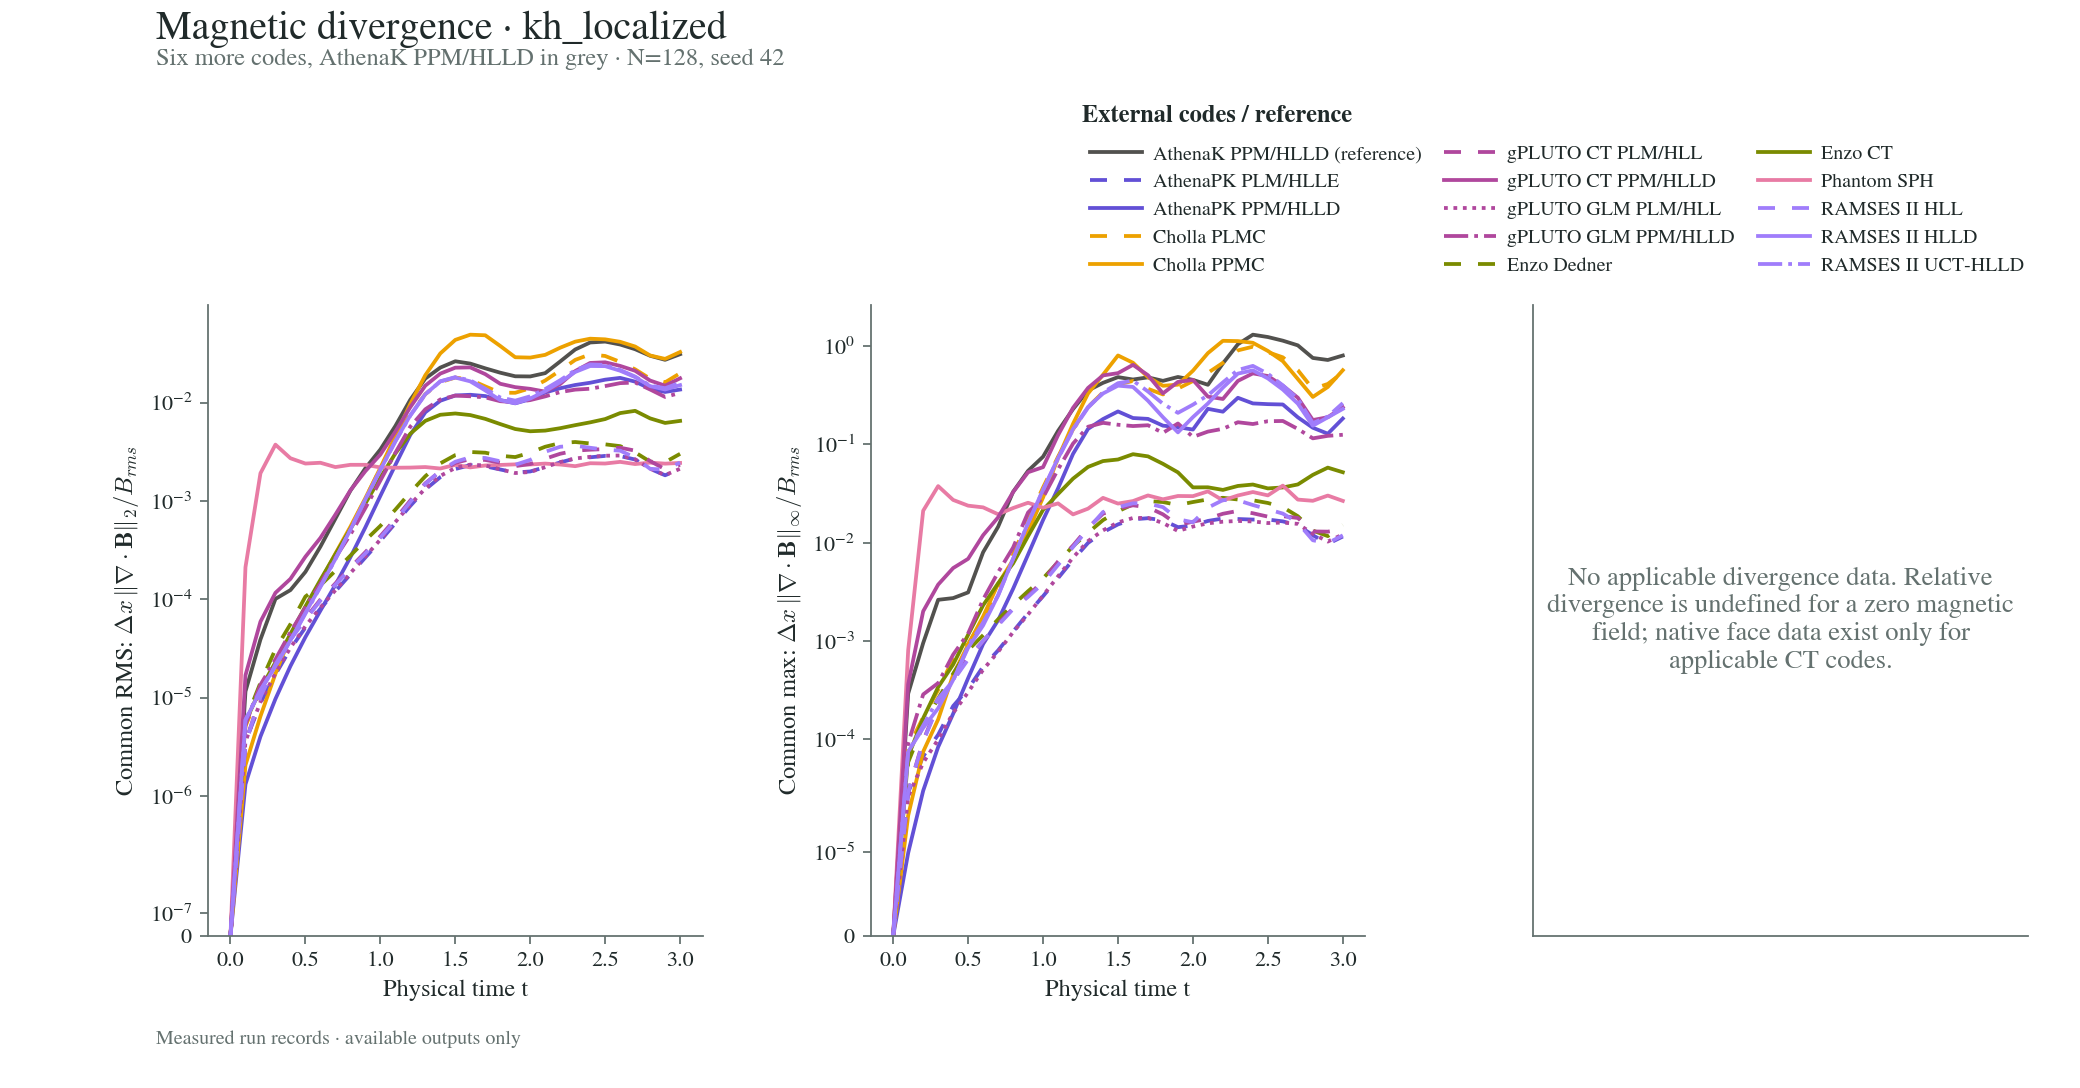 Magnetic divergence · kh_localized
Six more codes, AthenaK PPM/HLLD in grey · N=128, seed 42
External codes / reference
AthenaK PPM/HLLD (reference)
AthenaPK PLM/HLLE
AthenaPK PPM/HLLD
Cholla PLMC
Cholla PPMC
gPLUTO CT PLM/HLL
gPLUTO CT PPM/HLLD
gPLUTO GLM PLM/HLL
gPLUTO GLM PPM/HLLD
Enzo Dedner
Enzo CT
Phantom SPH
RAMSES II HLL
RAMSES II HLLD
RAMSES II UCT-HLLD
Common RMS: Δx ‖∇ · B‖₂/B_rms
10⁻²
10⁻³
10⁻⁴
10⁻⁵
10⁻⁶
10⁻⁷
0
0.0 0.5 1.0 1.5 2.0 2.5 3.0
Physical time t
Common max: Δx ‖∇ · B‖∞/B_rms
10⁰
10⁻¹
10⁻²
10⁻³
10⁻⁴
10⁻⁵
0
0.0 0.5 1.0 1.5 2.0 2.5 3.0
Physical time t
No applicable divergence data. Relative
divergence is undefined for a zero magnetic
field; native face data exist only for
applicable CT codes.
Measured run records · available outputs only